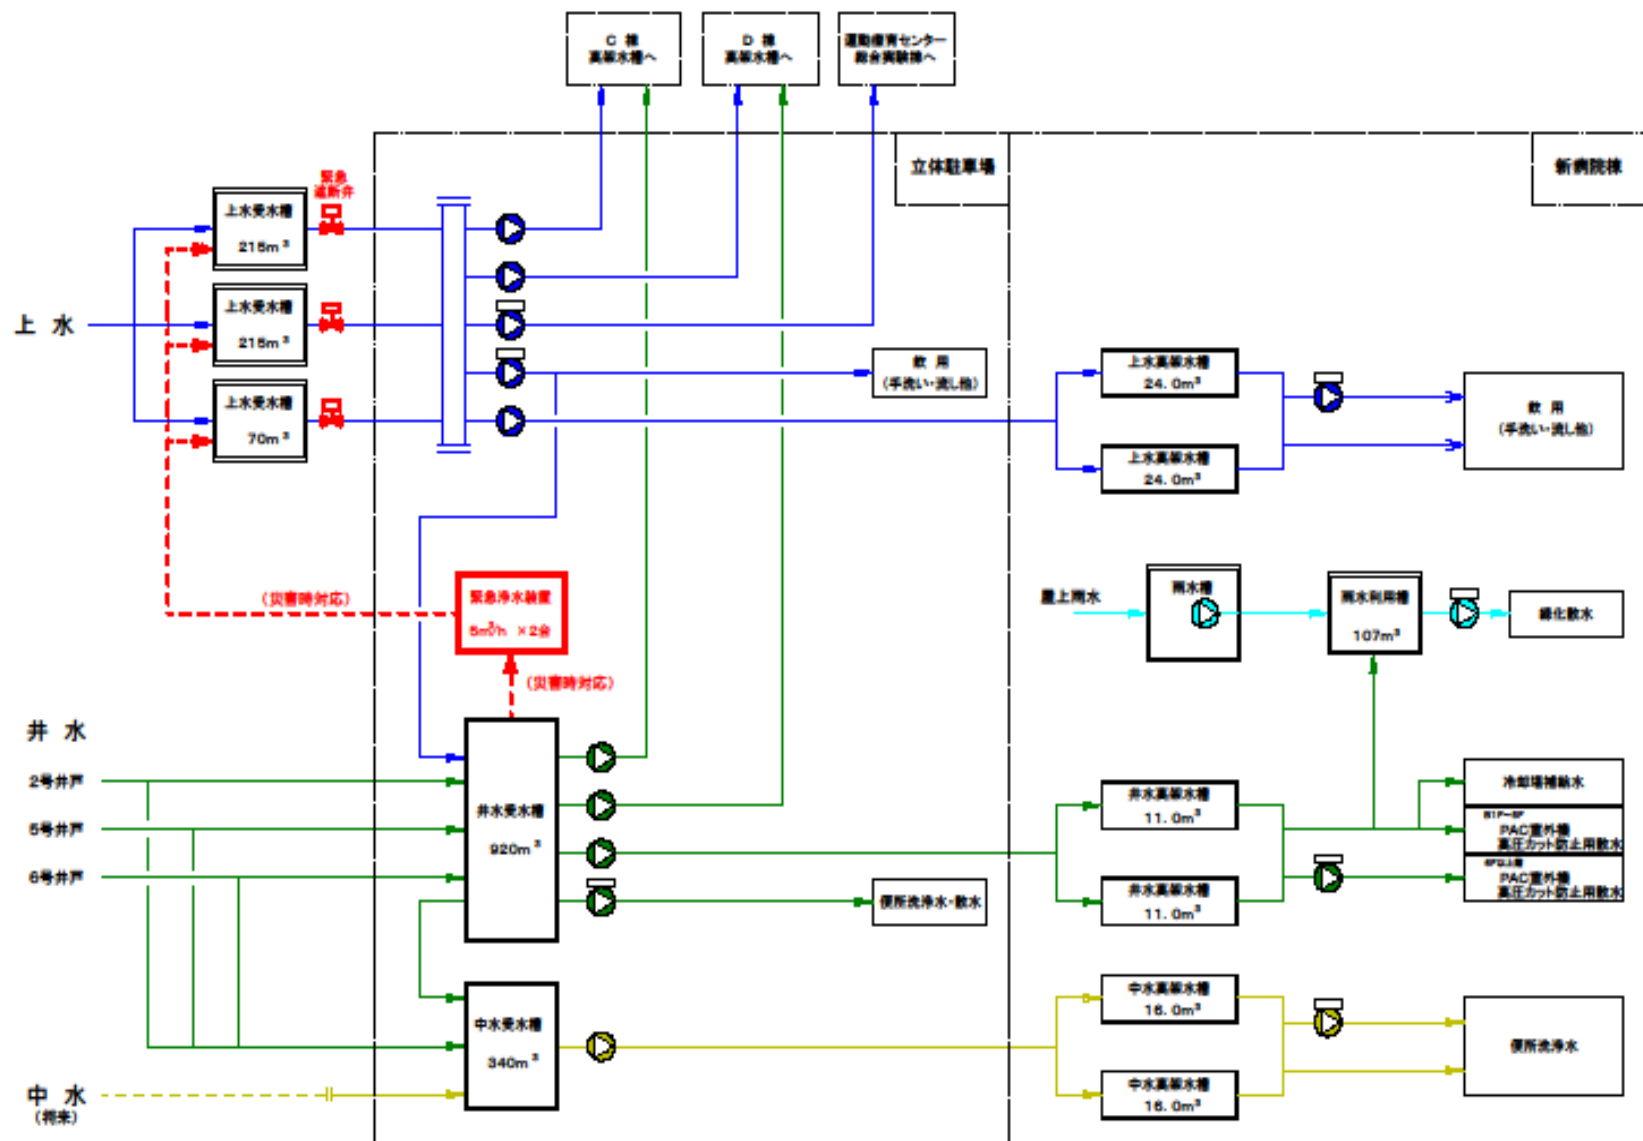 C 棟
高架水槽へ
D 棟
高架水槽へ
運動療育センター
総合実験棟へ
立体駐車場
新病院棟
緊急
遮断弁
上水受水槽
215m³
上水受水槽
215m³
上水受水槽
70m³
上 水
飲 用
(手洗い・流し他)
上水高架水槽
24.0m³
上水高架水槽
24.0m³
飲 用
(手洗い・流し他)
(災害時対応)
緊急浄水装置
5m³/h ×2台
(災害時対応)
屋上雨水
雨水槽
雨水利用槽
107m³
緑化散水
井 水
2号井戸
5号井戸
6号井戸
井水受水槽
920m³
便所洗浄水・散水
井水高架水槽
11.0m³
井水高架水槽
11.0m³
冷却塔補給水
PAC室外機
高圧カット防止用散水
6F以上階
PAC室外機
高圧カット防止用散水
中水受水槽
340m³
中 水
(将来)
中水高架水槽
16.0m³
中水高架水槽
16.0m³
便所洗浄水